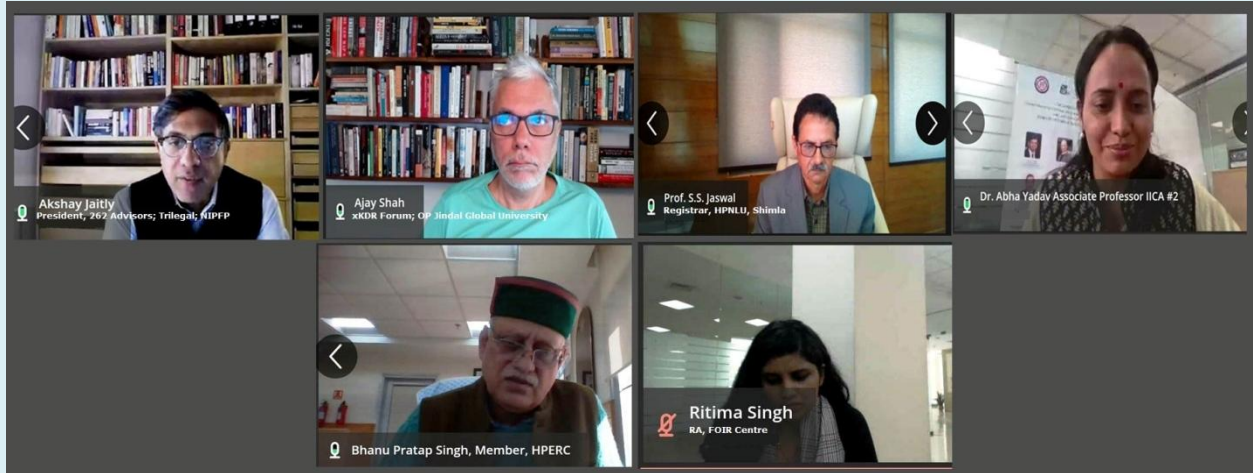 Akshay Jaitly
President, 262 Advisors; Trilegal; NIPFP
Ajay Shah
xKDR Forum; OP Jindal Global University
Prof. S.S. Jaswal
Registrar, HPNLU, Shimla
Dr. Abha Yadav Associate Professor IICA #2
Bhanu Pratap Singh, Member, HPERC
Ritima Singh
RA, FOIR Centre